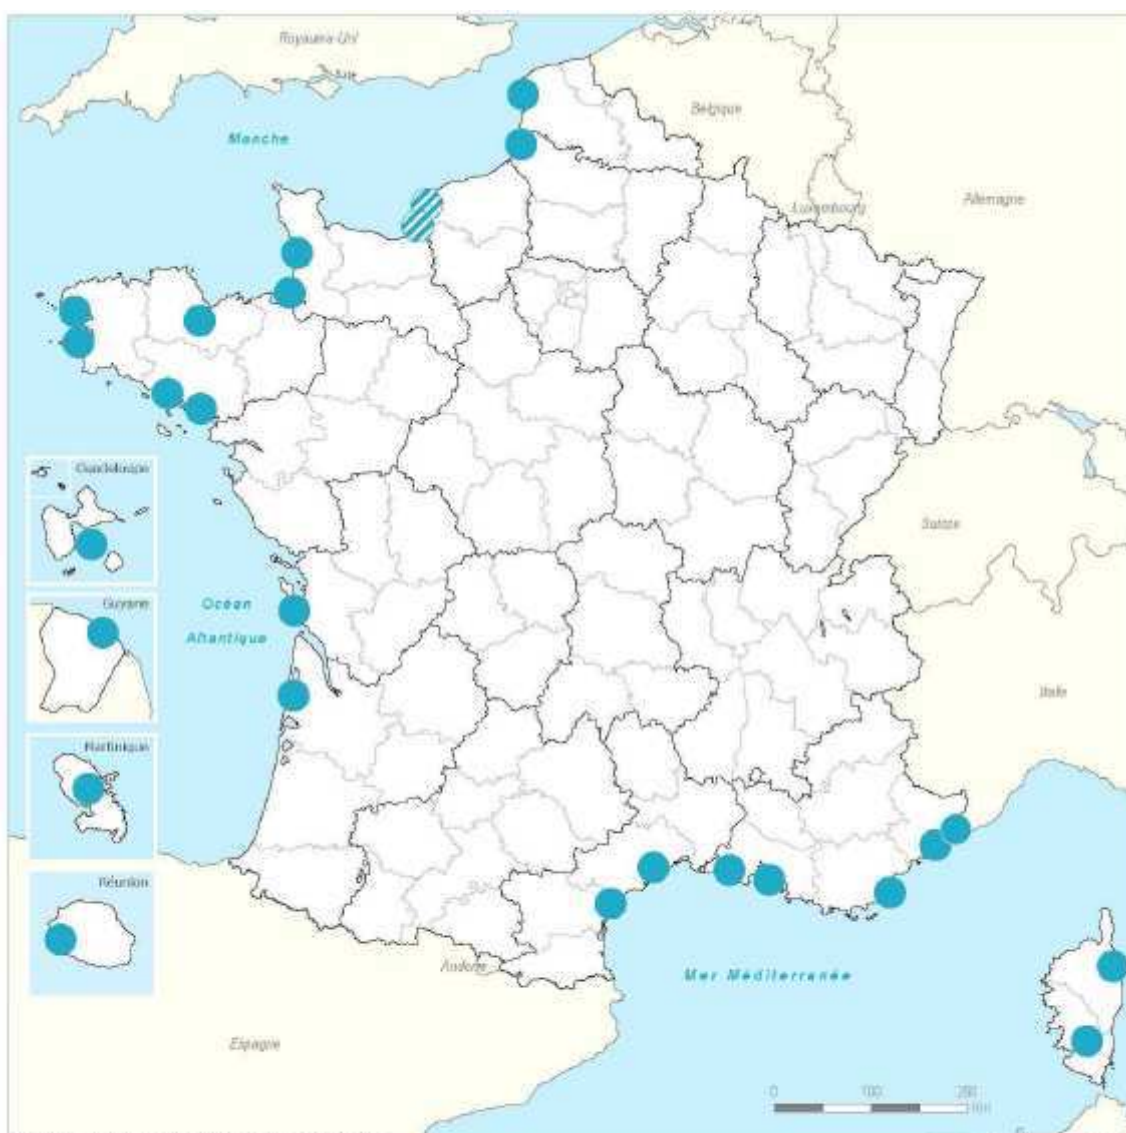 Royaume-Uni
Belgique
Manche
Luxembourg
Allemagne
Guadeloupe
Suisse
Guyane
Océan
Altantique
Italie
Martinique
Réunion
Andorre
Mer Méditerranée
Espagne
0 100 200
km